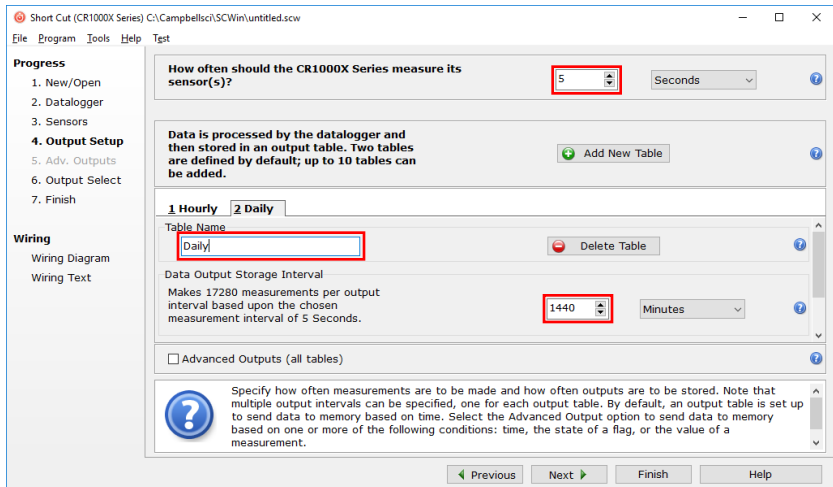 Short Cut (CR1000X Series) C:\Campbellsci\SCWin\untitled.scw
File Program Tools Help Test
Progress
1. New/Open
2. Datalogger
3. Sensors
4. Output Setup
5. Adv. Outputs
6. Output Select
7. Finish
Wiring
Wiring Diagram
Wiring Text
How often should the CR1000X Series measure its
sensor(s)?
5
Seconds
Data is processed by the datalogger and
then stored in an output table. Two tables
are defined by default; up to 10 tables can
be added.
Add New Table
1 Hourly
2 Daily
Table Name
Daily
Delete Table
Data Output Storage Interval
Makes 17280 measurements per output
interval based upon the chosen
measurement interval of 5 Seconds.
1440
Minutes
Advanced Outputs (all tables)
Specify how often measurements are to be made and how often outputs are to be stored. Note that
multiple output intervals can be specified, one for each output table. By default, an output table is set up
to send data to memory based on time. Select the Advanced Output option to send data to memory
based on one or more of the following conditions: time, the state of a flag, or the value of a
measurement.
Previous
Next
Finish
Help